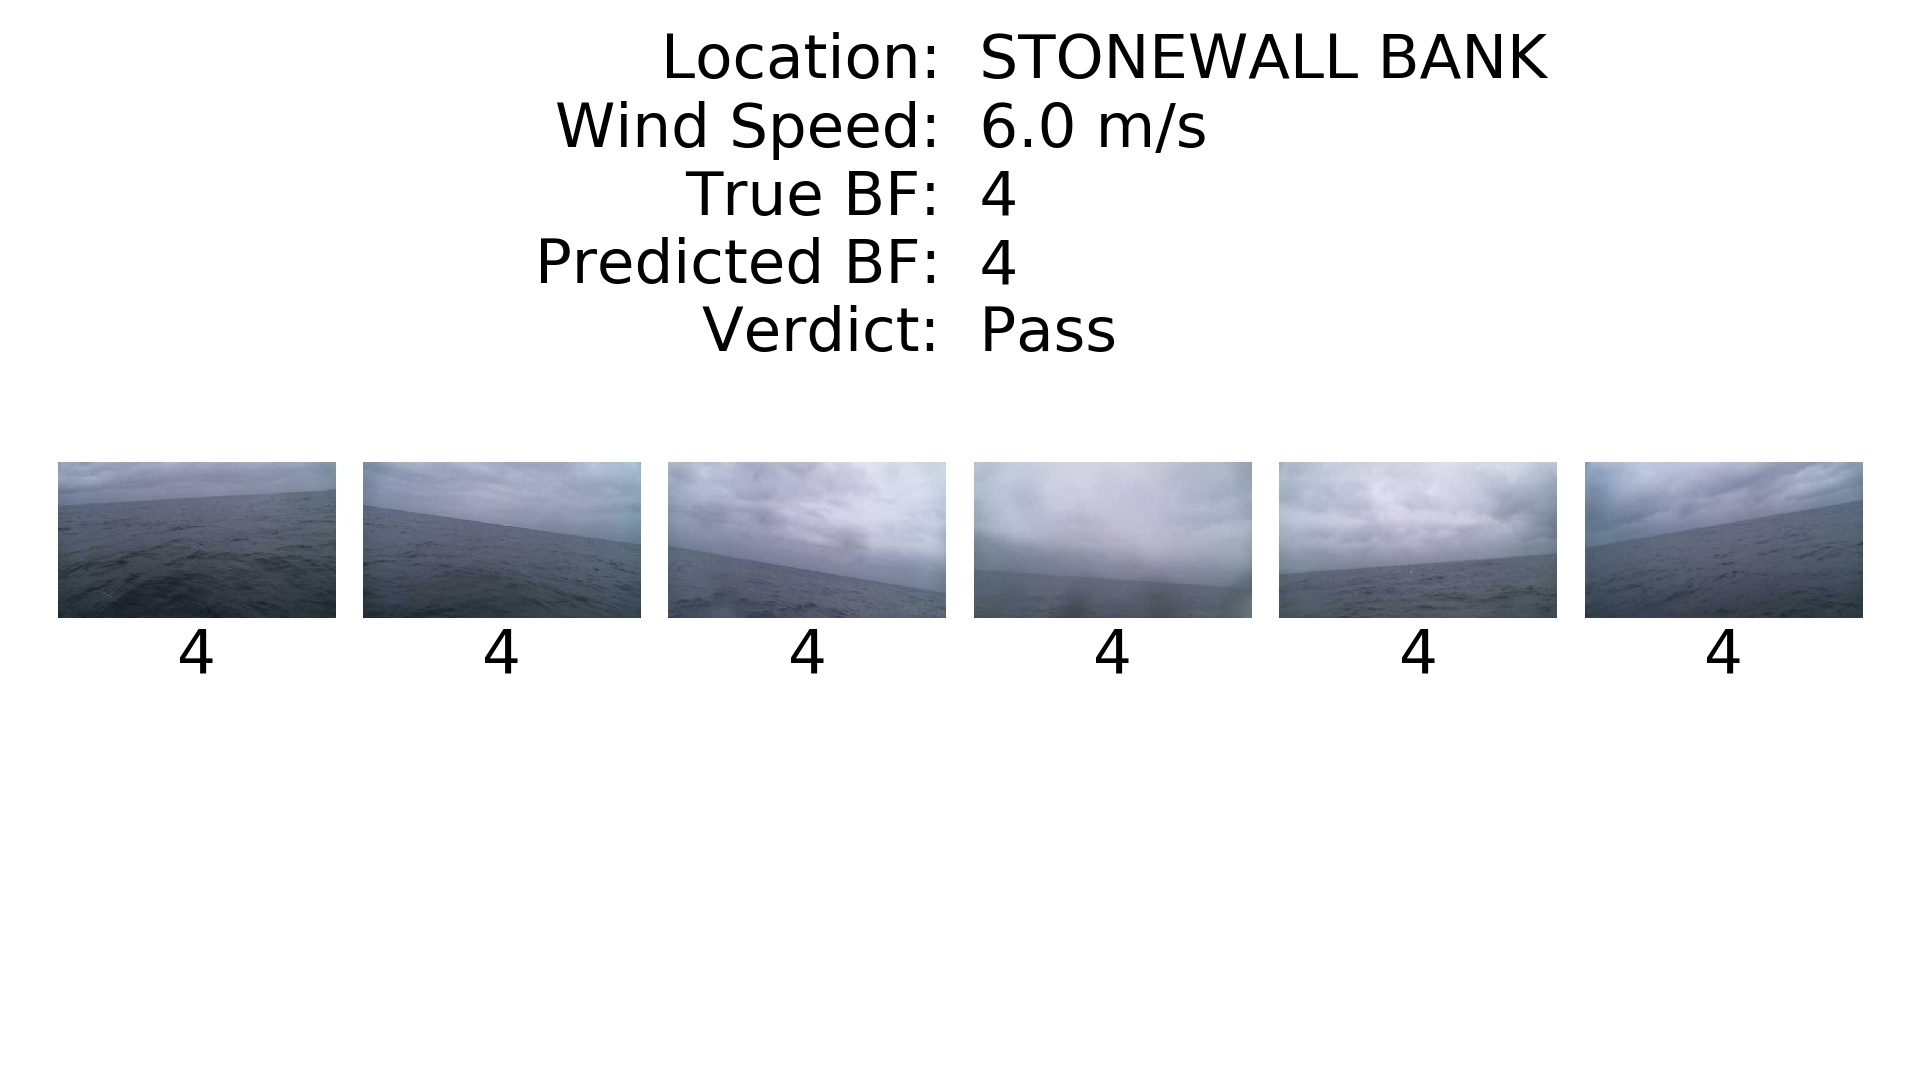 Location: STONEWALL BANK
Wind Speed: 6.0 m/s
True BF: 4
Predicted BF: 4
Verdict: Pass
4 4 4 4 4 4